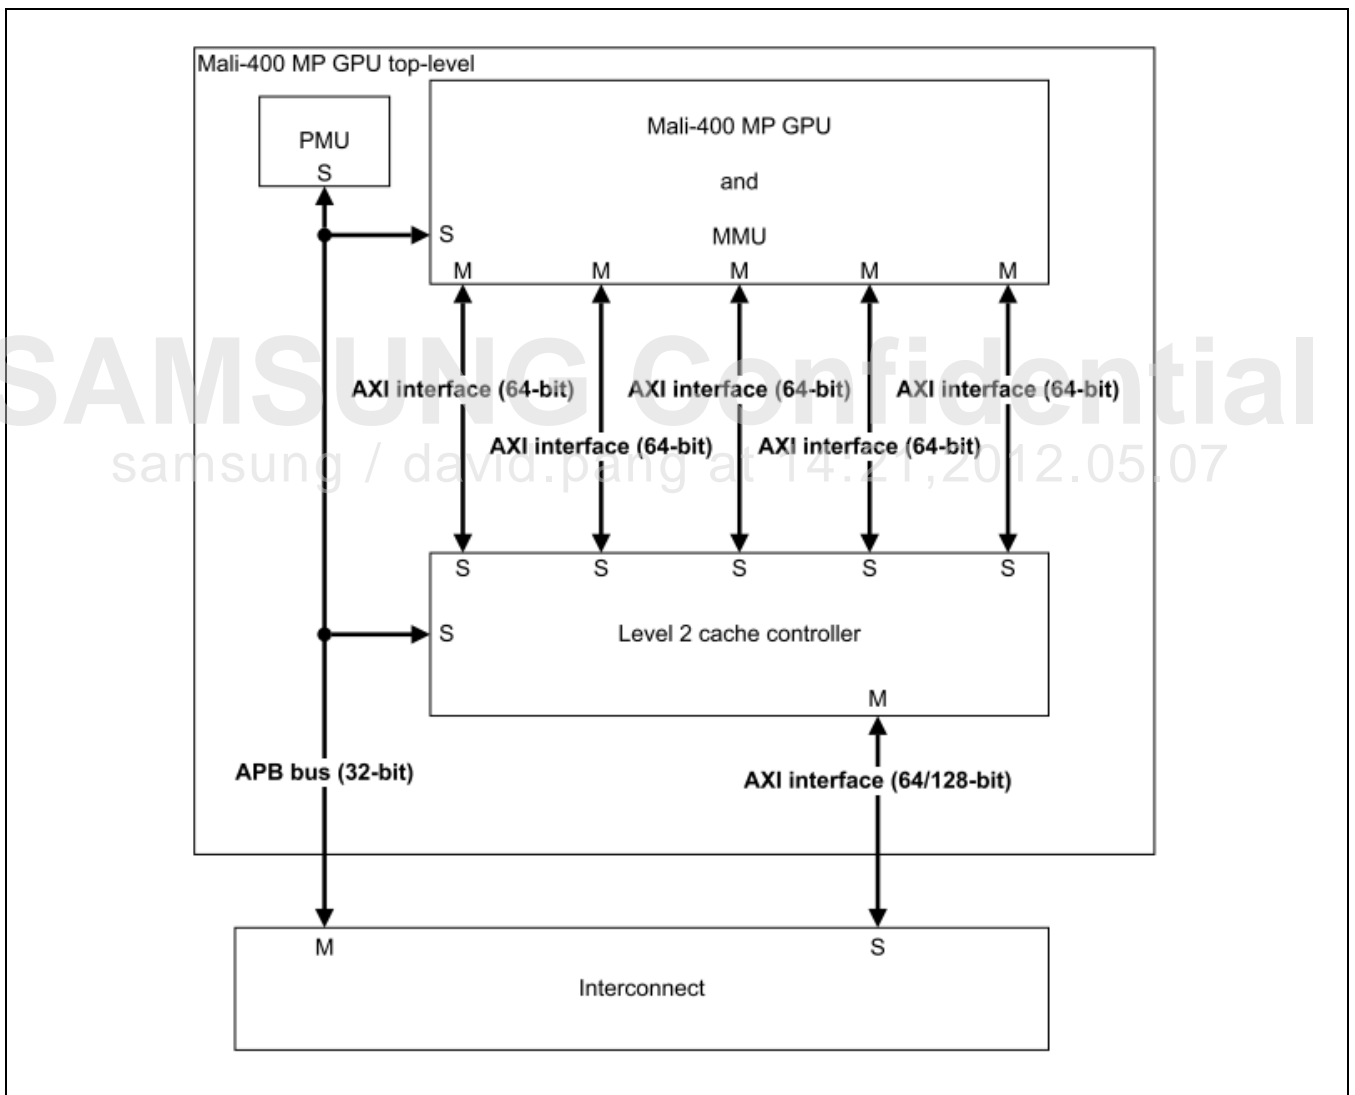 Mali-400 MP GPU top-level
PMU
S
Mali-400 MP GPU
and
MMU
S
M M M M M
SAMSUNG Confidential
AXI interface (64-bit) AXI interface (64-bit) AXI interface (64-bit)
AXI interface (64-bit) AXI interface (64-bit)
samsung / david.pang at 14:21,2012.05.07
S S S S S
S Level 2 cache controller
M
APB bus (32-bit)
AXI interface (64/128-bit)
M S
Interconnect